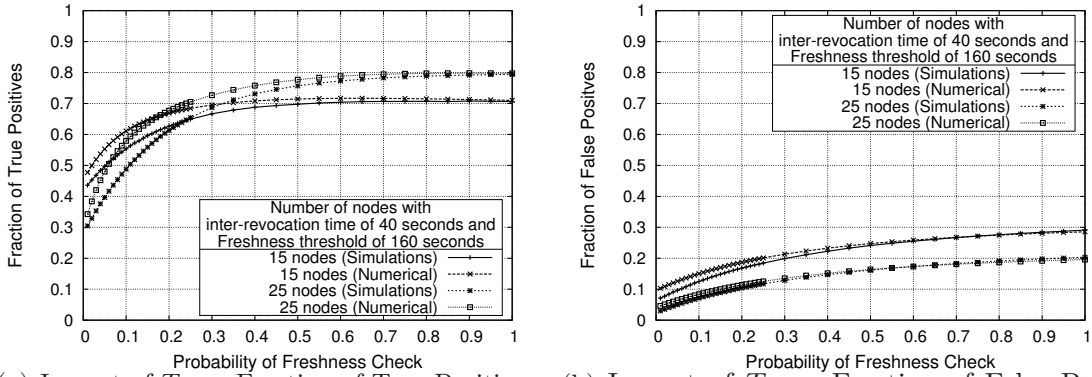 Fraction of True Positives
1
0.9
0.8
0.7
0.6
0.5
0.4
0.3
0.2
0.1
0
Number of nodes with
inter-revocation time of 40 seconds and
Freshness threshold of 160 seconds
15 nodes (Simulations)
15 nodes (Numerical)
25 nodes (Simulations)
25 nodes (Numerical)
0 0.1 0.2 0.3 0.4 0.5 0.6 0.7 0.8 0.9 1
Probability of Freshness Check
Fraction of False Positves
1
0.9
0.8
0.7
0.6
0.5
0.4
0.3
0.2
0.1
0
Number of nodes with
inter-revocation time of 40 seconds and
Freshness threshold of 160 seconds
15 nodes (Simulations)
15 nodes (Numerical)
25 nodes (Simulations)
25 nodes (Numerical)
0 0.1 0.2 0.3 0.4 0.5 0.6 0.7 0.8 0.9 1
Probability of Freshness Check